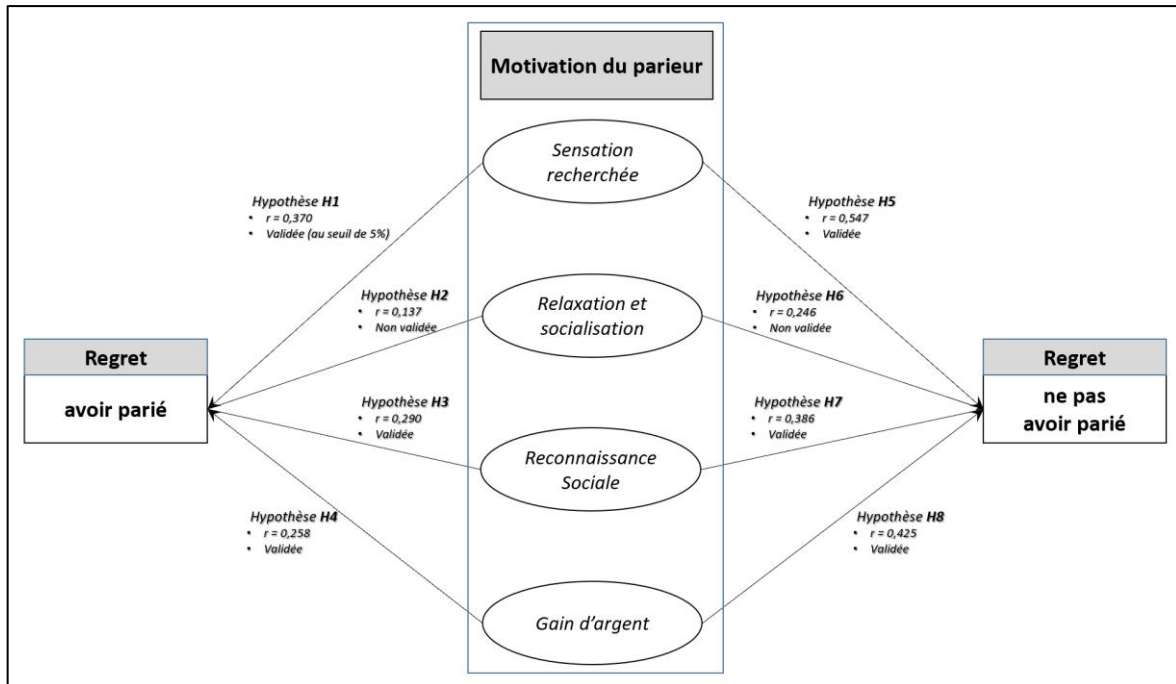 Motivation du parieur
Sensation
recherchée
Hypothèse H1
• r = 0,370
• Validée (au seuil de 5%)
Hypothèse H5
• r = 0,547
• Validée
Hypothèse H2
• r = 0,137
• Non validée
Relaxation et
socialisation
Hypothèse H6
• r = 0,246
• Non validée
Regret
avoir parié
Regret
ne pas
avoir parié
Hypothèse H3
• r = 0,290
• Validée
Reconnaissance
Sociale
Hypothèse H7
• r = 0,386
• Validée
Hypothèse H4
• r = 0,258
• Validée
Gain d'argent
Hypothèse H8
• r = 0,425
• Validée